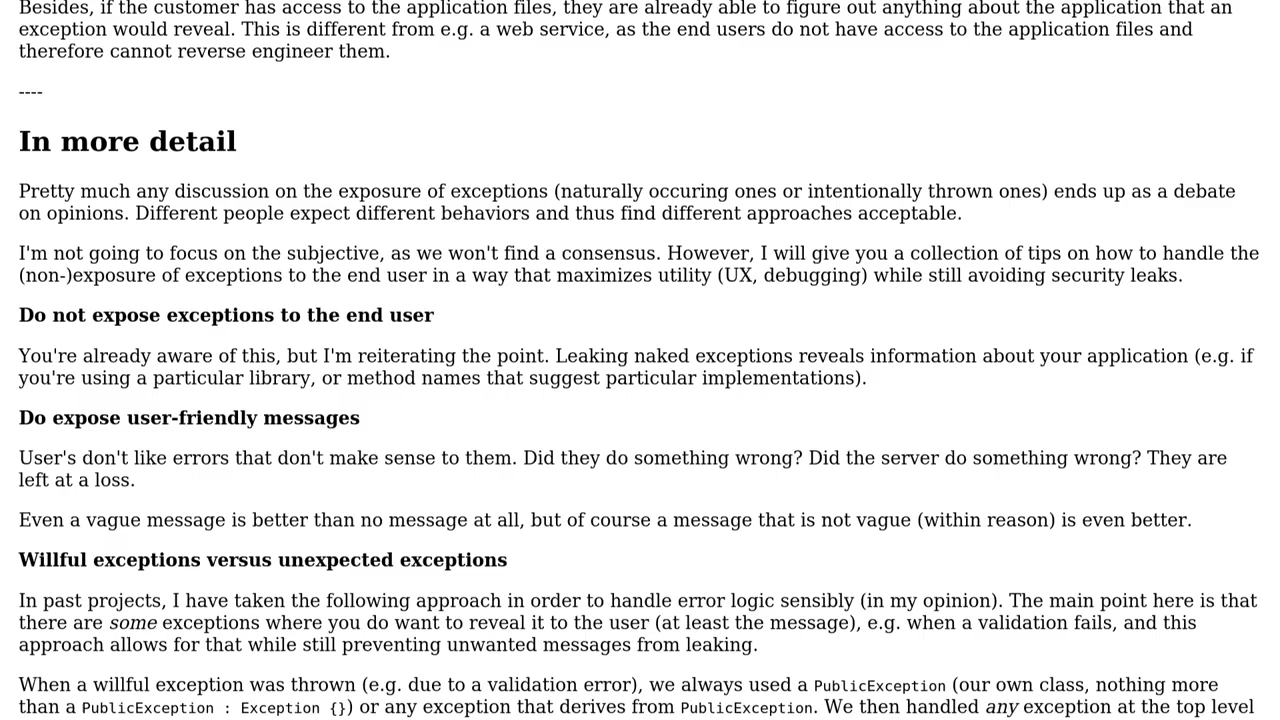 Besides, if the customer has access to the application files, they are already able to figure out anything about the application that an
exception would reveal. This is different from e.g. a web service, as the end users do not have access to the application files and
therefore cannot reverse engineer them.
----
In more detail
Pretty much any discussion on the exposure of exceptions (naturally occuring ones or intentionally thrown ones) ends up as a debate
on opinions. Different people expect different behaviors and thus find different approaches acceptable.
I'm not going to focus on the subjective, as we won't find a consensus. However, I will give you a collection of tips on how to handle the
(non-)exposure of exceptions to the end user in a way that maximizes utility (UX, debugging) while still avoiding security leaks.
Do not expose exceptions to the end user
You're already aware of this, but I'm reiterating the point. Leaking naked exceptions reveals information about your application (e.g. if
you're using a particular library, or method names that suggest particular implementations).
Do expose user-friendly messages
User's don't like errors that don't make sense to them. Did they do something wrong? Did the server do something wrong? They are
left at a loss.
Even a vague message is better than no message at all, but of course a message that is not vague (within reason) is even better.
Willful exceptions versus unexpected exceptions
In past projects, I have taken the following approach in order to handle error logic sensibly (in my opinion). The main point here is that
there are some exceptions where you do want to reveal it to the user (at least the message), e.g. when a validation fails, and this
approach allows for that while still preventing unwanted messages from leaking.
When a willful exception was thrown (e.g. due to a validation error), we always used a PublicException (our own class, nothing more
than a PublicException : Exception {}) or any exception that derives from PublicException. We then handled any exception at the top level